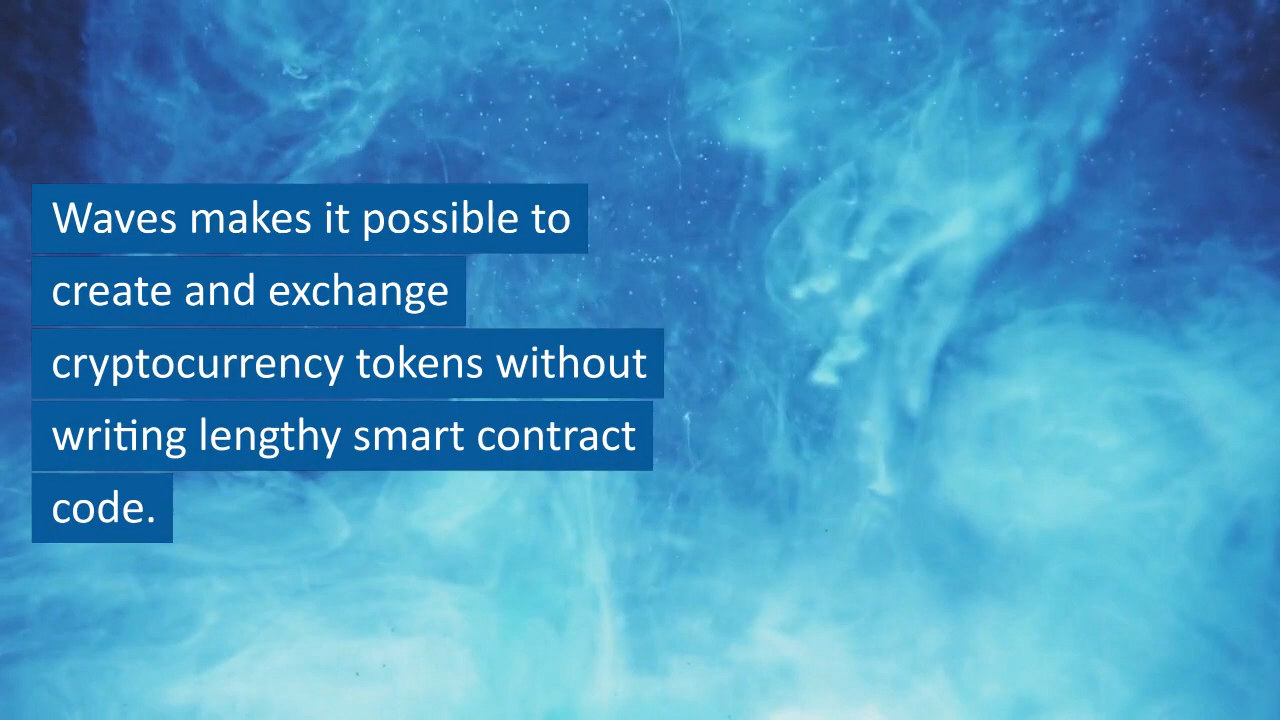 Waves makes it possible to
create and exchange
cryptocurrency tokens without
writing lengthy smart contract
code.